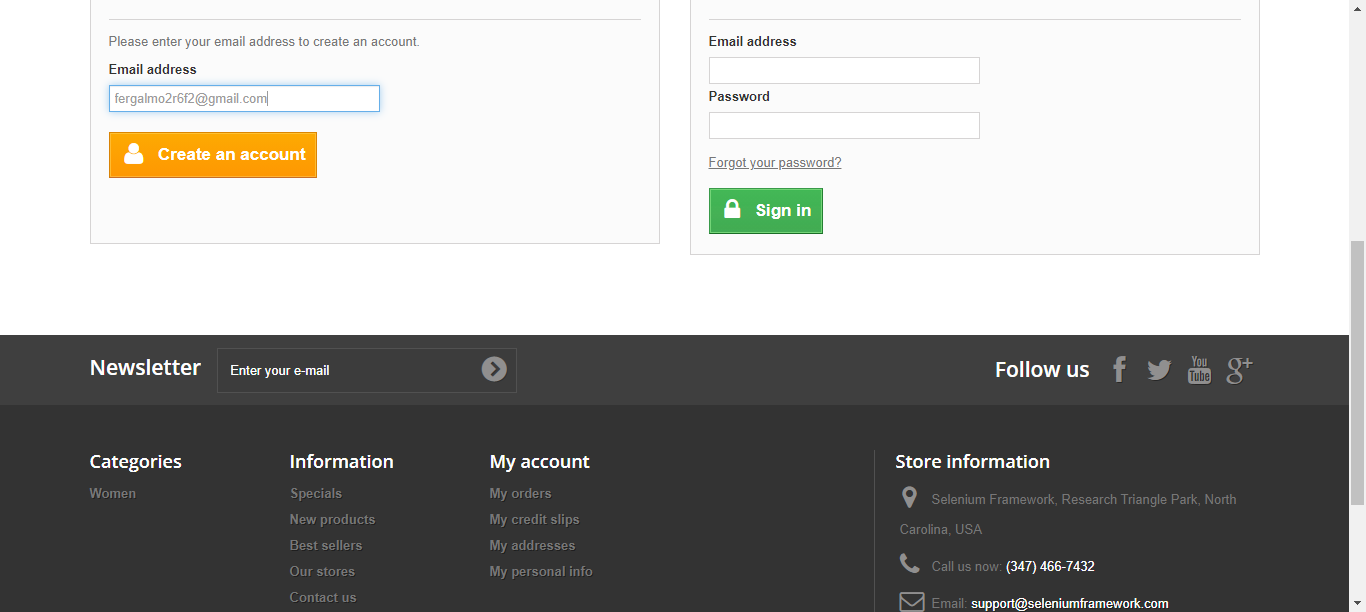 Please enter your email address to create an account.
Email address
fergalmo2r6f2@gmail.com
Create an account
Email address
Password
Forgot your password?
Sign in
Newsletter
Enter your e-mail
Follow us
You
Tube
g+
Categories
Women
Information
Specials
New products
Best sellers
Our stores
Contact us
My account
My orders
My credit slips
My addresses
My personal info
Store information
Selenium Framework, Research Triangle Park, North
Carolina, USA
Call us now: (347) 466-7432
Email: support@seleniumframework.com